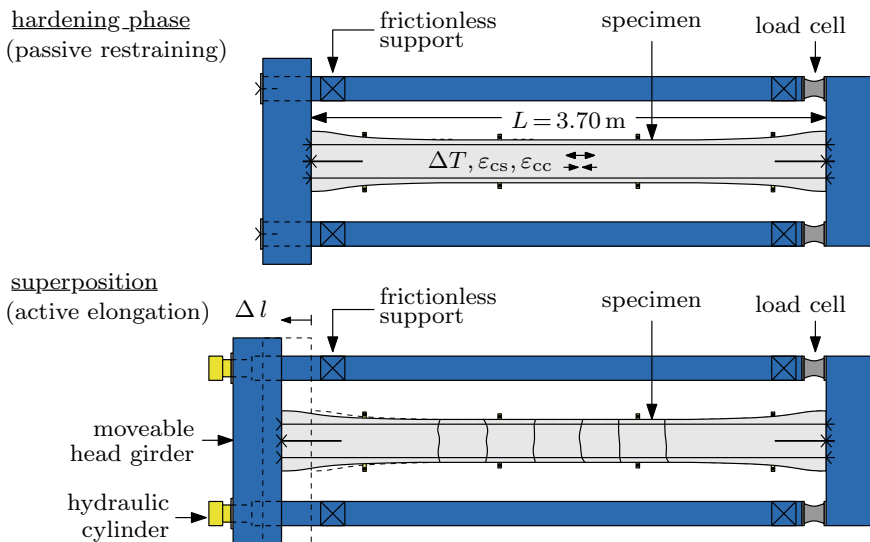 hardening phase
(passive restraining)
frictionless
support
specimen
load cell
L = 3.70 m
ΔT, εcs, εcc
superposition
(active elongation)
Δ l
frictionless
support
specimen
load cell
moveable
head girder
hydraulic
cylinder